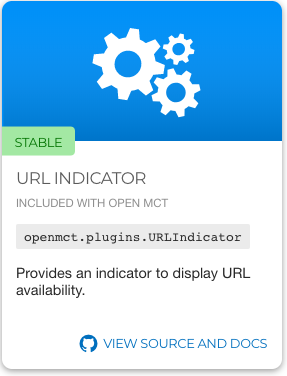 STABLE
URL INDICATOR
INCLUDED WITH OPEN MCT
openmct.plugins.URLIndicator
Provides an indicator to display URL
availability.
VIEW SOURCE AND DOCS